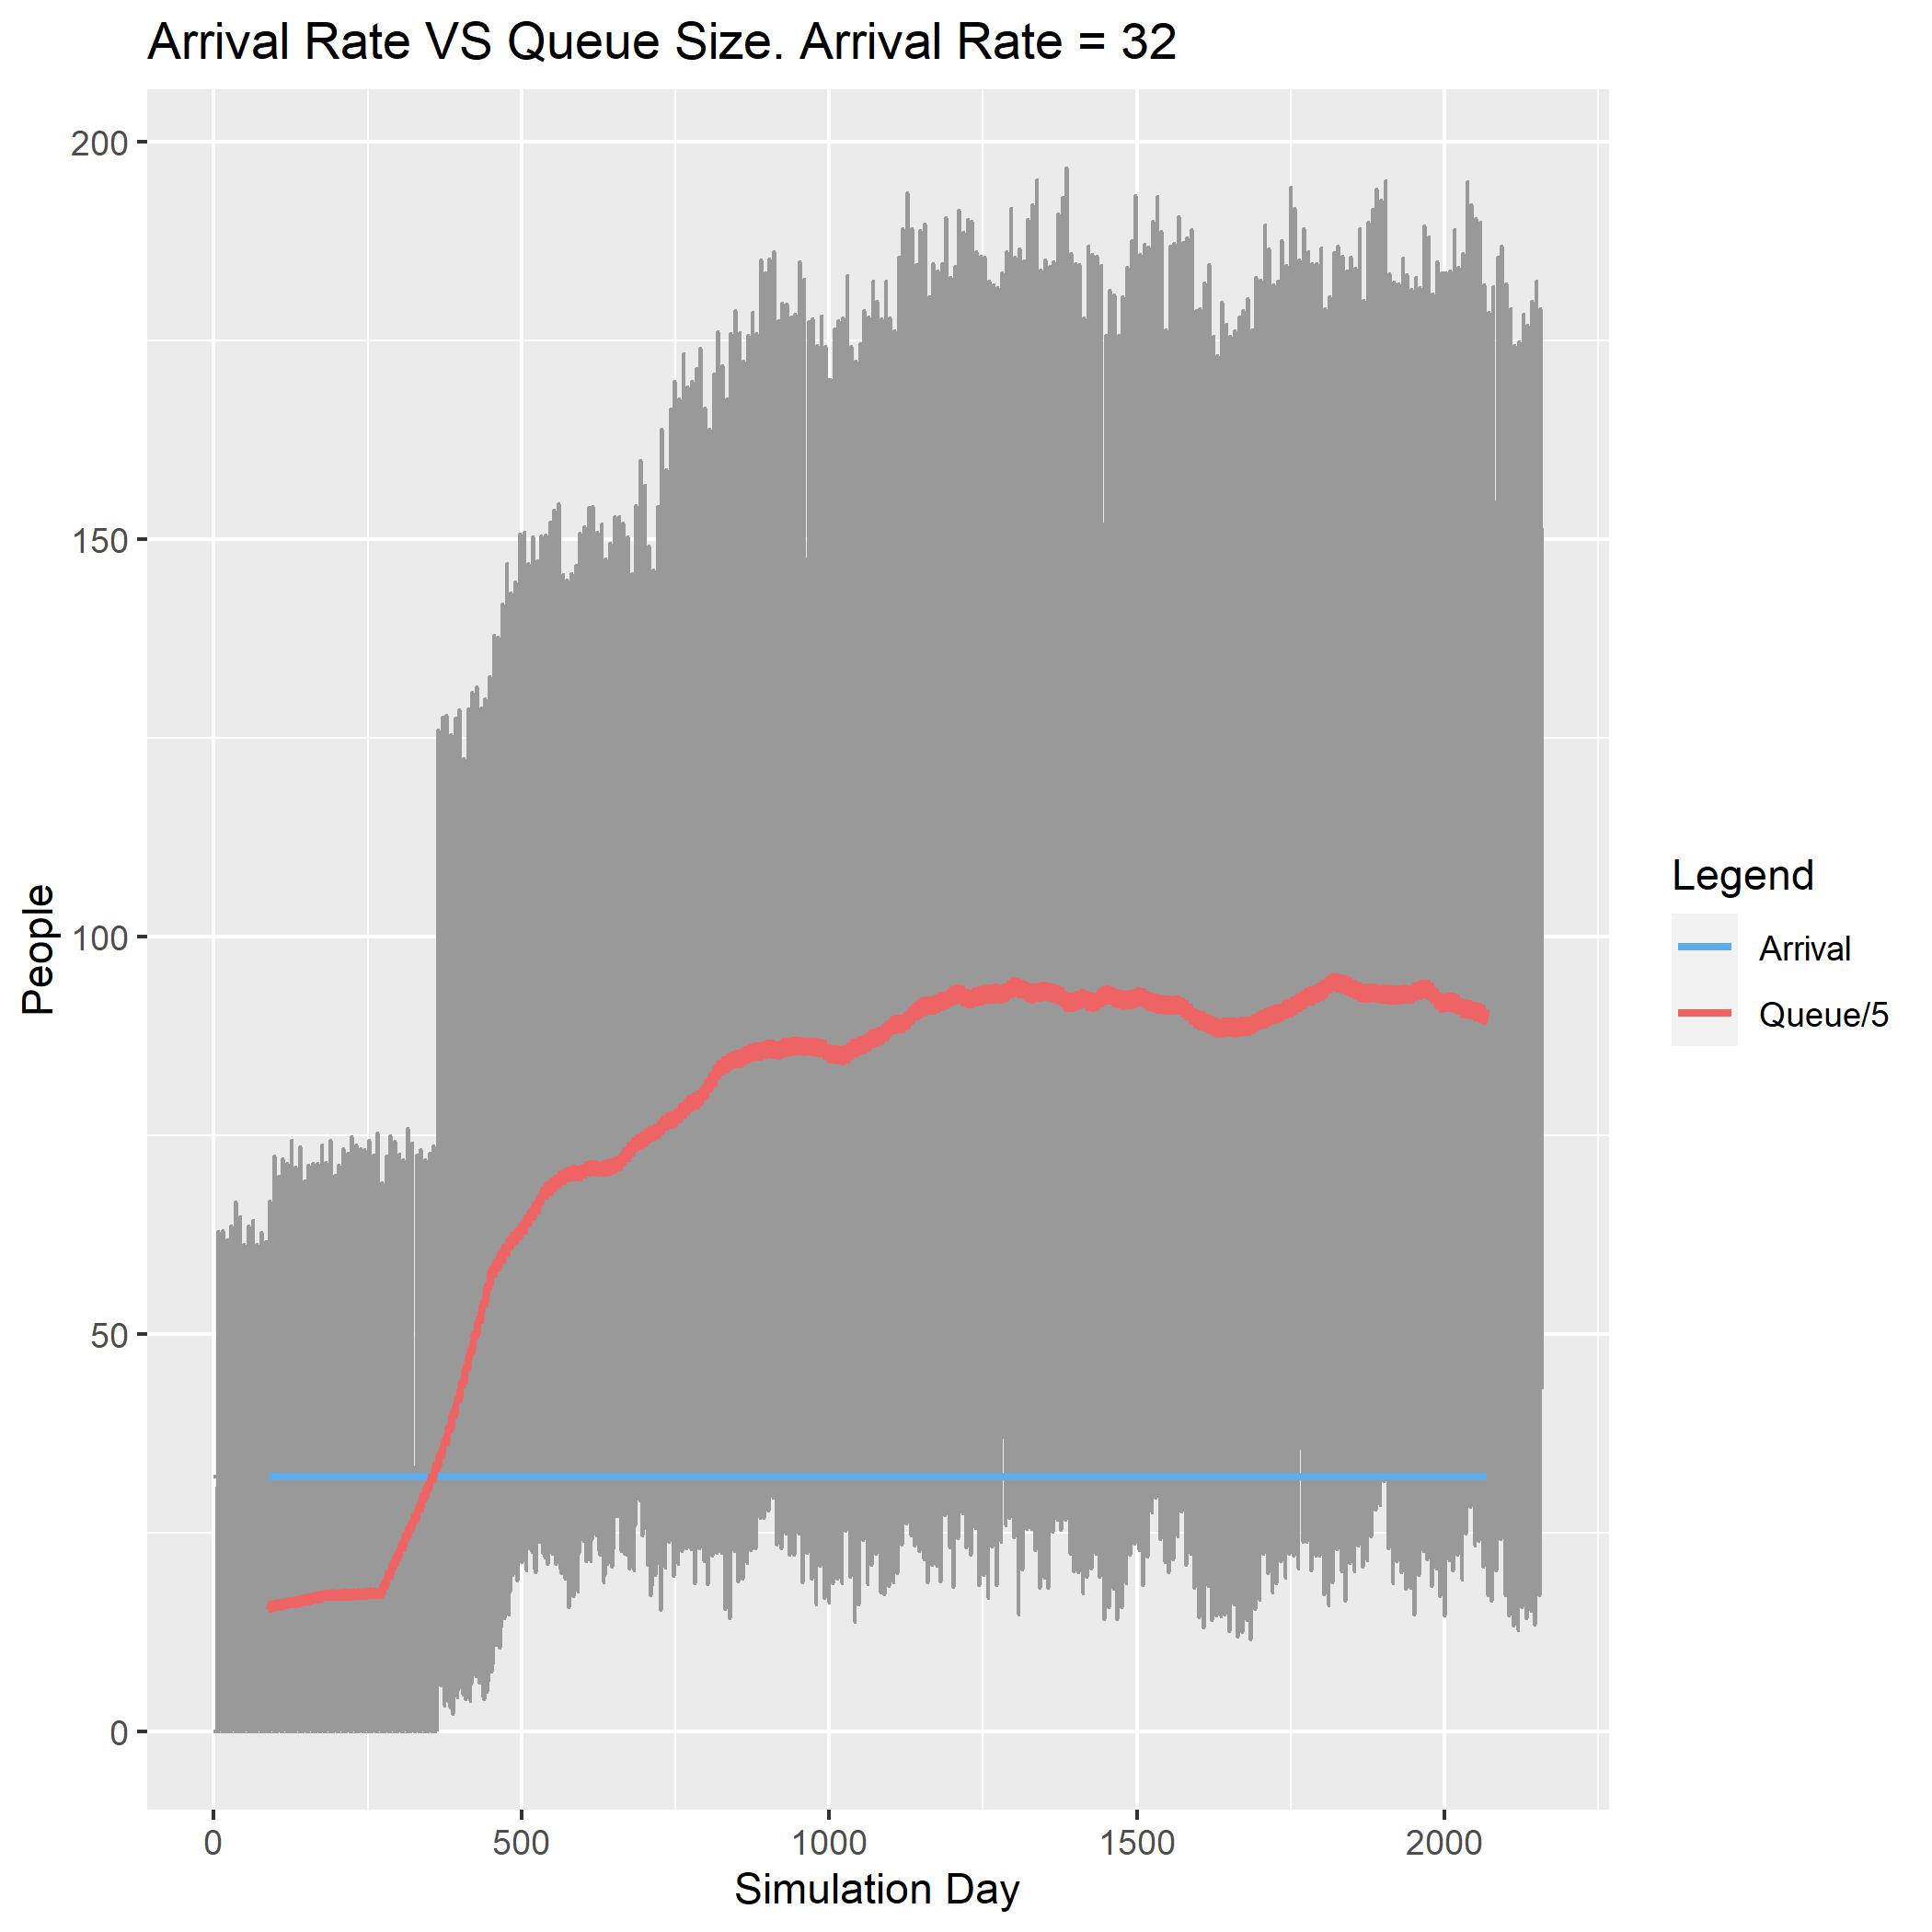 Arrival Rate VS Queue Size. Arrival Rate = 32
People
200
150
100
50
0
0 500 1000 1500 2000
Simulation Day
Legend
Arrival
Queue/5